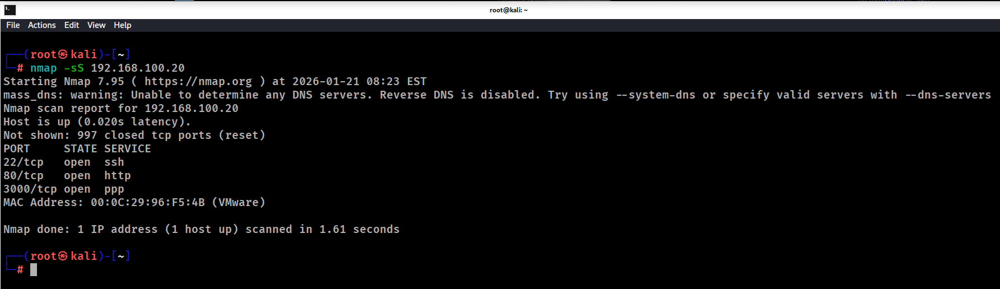 root@kali: ~
File Actions Edit View Help
┌──(root㉿kali)-[~]
└─# nmap -sS 192.168.100.20
Starting Nmap 7.95 ( https://nmap.org ) at 2026-01-21 08:23 EST
mass_dns: warning: Unable to determine any DNS servers. Reverse DNS is disabled. Try using --system-dns or specify valid servers with --dns-servers
Nmap scan report for 192.168.100.20
Host is up (0.020s latency).
Not shown: 997 closed tcp ports (reset)
PORT     STATE SERVICE
22/tcp   open  ssh
80/tcp   open  http
3000/tcp open  ppp
MAC Address: 00:0C:29:96:F5:4B (VMware)
Nmap done: 1 IP address (1 host up) scanned in 1.61 seconds
┌──(root㉿kali)-[~]
└─#